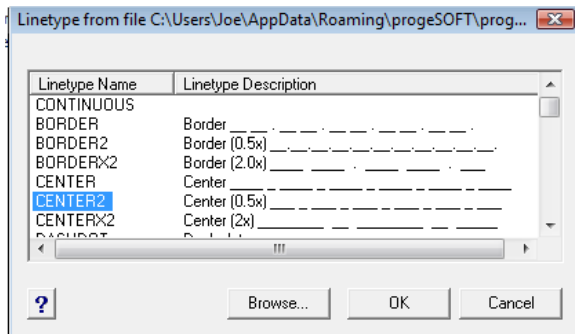 Linetype from file C:\Users\Joe\AppData\Roaming\progeSOFT\prog...
Linetype Name Linetype Description
CONTINUOUS
BORDER Border __ __ . __ __ . __ __ . __ __ . __ __ .
BORDER2 Border (0.5x) __.__.__.__.__.__.__.__.__.__.__.
BORDERX2 Border (2.0x) ____  ____  .  ____  ____  .
CENTER Center ____ _ ____ _ ____ _ ____ _ ____ _ ____
CENTER2 Center (0.5x) ___ _ ___ _ ___ _ ___ _ ___ _ ___
CENTERX2 Center (2x) ________  __  ________  __  _____
? Browse... OK Cancel